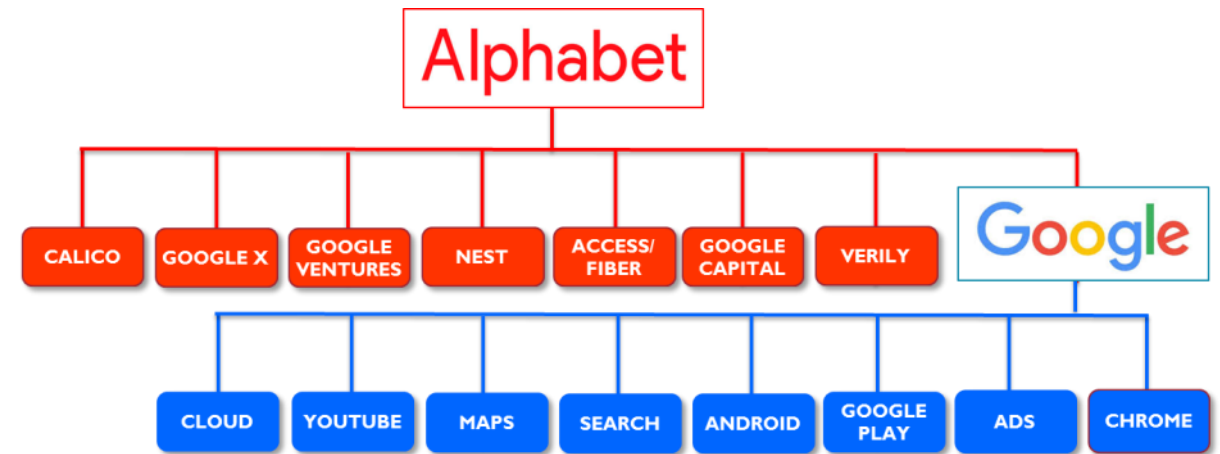 Alphabet
CALICO
GOOGLE X
GOOGLE
VENTURES
NEST
ACCESS/
FIBER
GOOGLE
CAPITAL
VERILY
Google
CLOUD
YOUTUBE
MAPS
SEARCH
ANDROID
GOOGLE
PLAY
ADS
CHROME